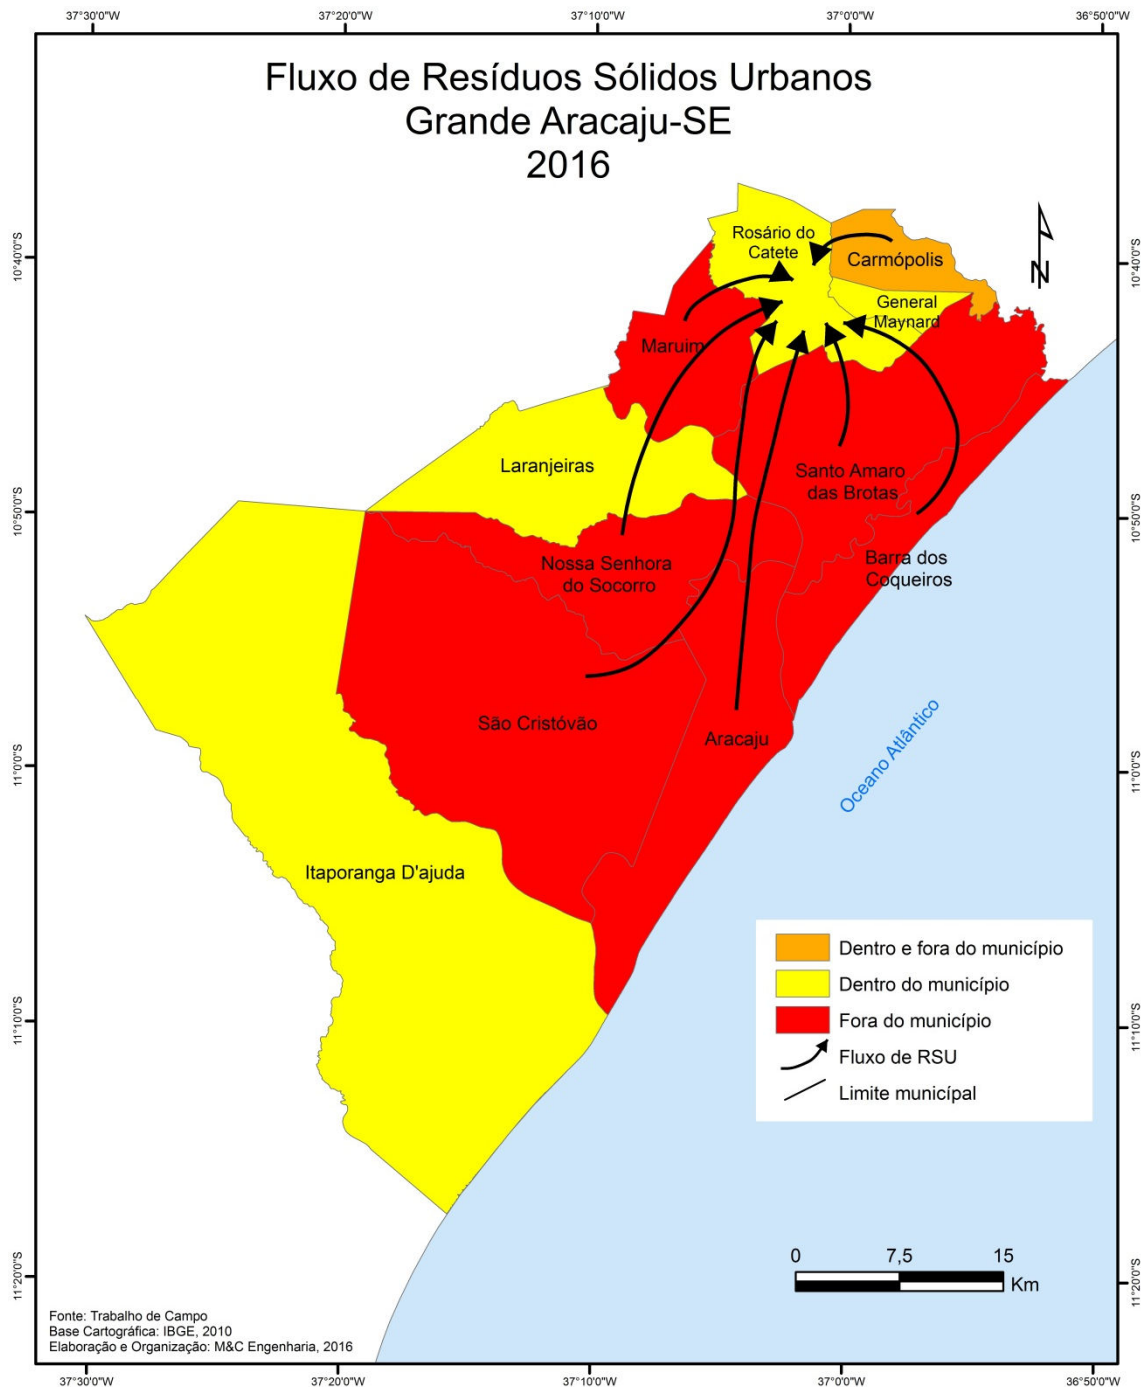 37°30'0"W
37°20'0"W
37°10'0"W
37°0'0"W
36°50'0"W
Fluxo de Resíduos Sólidos Urbanos
Grande Aracaju-SE
2016
10°40'0"S
10°40'0"S
N
Rosário do
Catete
Carmópolis
General
Maynard
Maruim
Laranjeiras
Santo Amaro
das Brotas
10°50'0"S
10°50'0"S
Nossa Senhora
do Socorro
Barra dos
Coqueiros
São Cristóvão
Aracaju
Oceano Atlântico
11°0'0"S
11°0'0"S
Itaporanga D'ajuda
Dentro e fora do município
Dentro do município
Fora do município
Fluxo de RSU
Limite municípal
11°10'0"S
11°10'0"S
0 7,5 15
Km
11°20'0"S
11°20'0"S
Fonte: Trabalho de Campo
Base Cartográfica: IBGE, 2010
Elaboração e Organização: M&C Engenharia, 2016
37°30'0"W
37°20'0"W
37°10'0"W
37°0'0"W
36°50'0"W